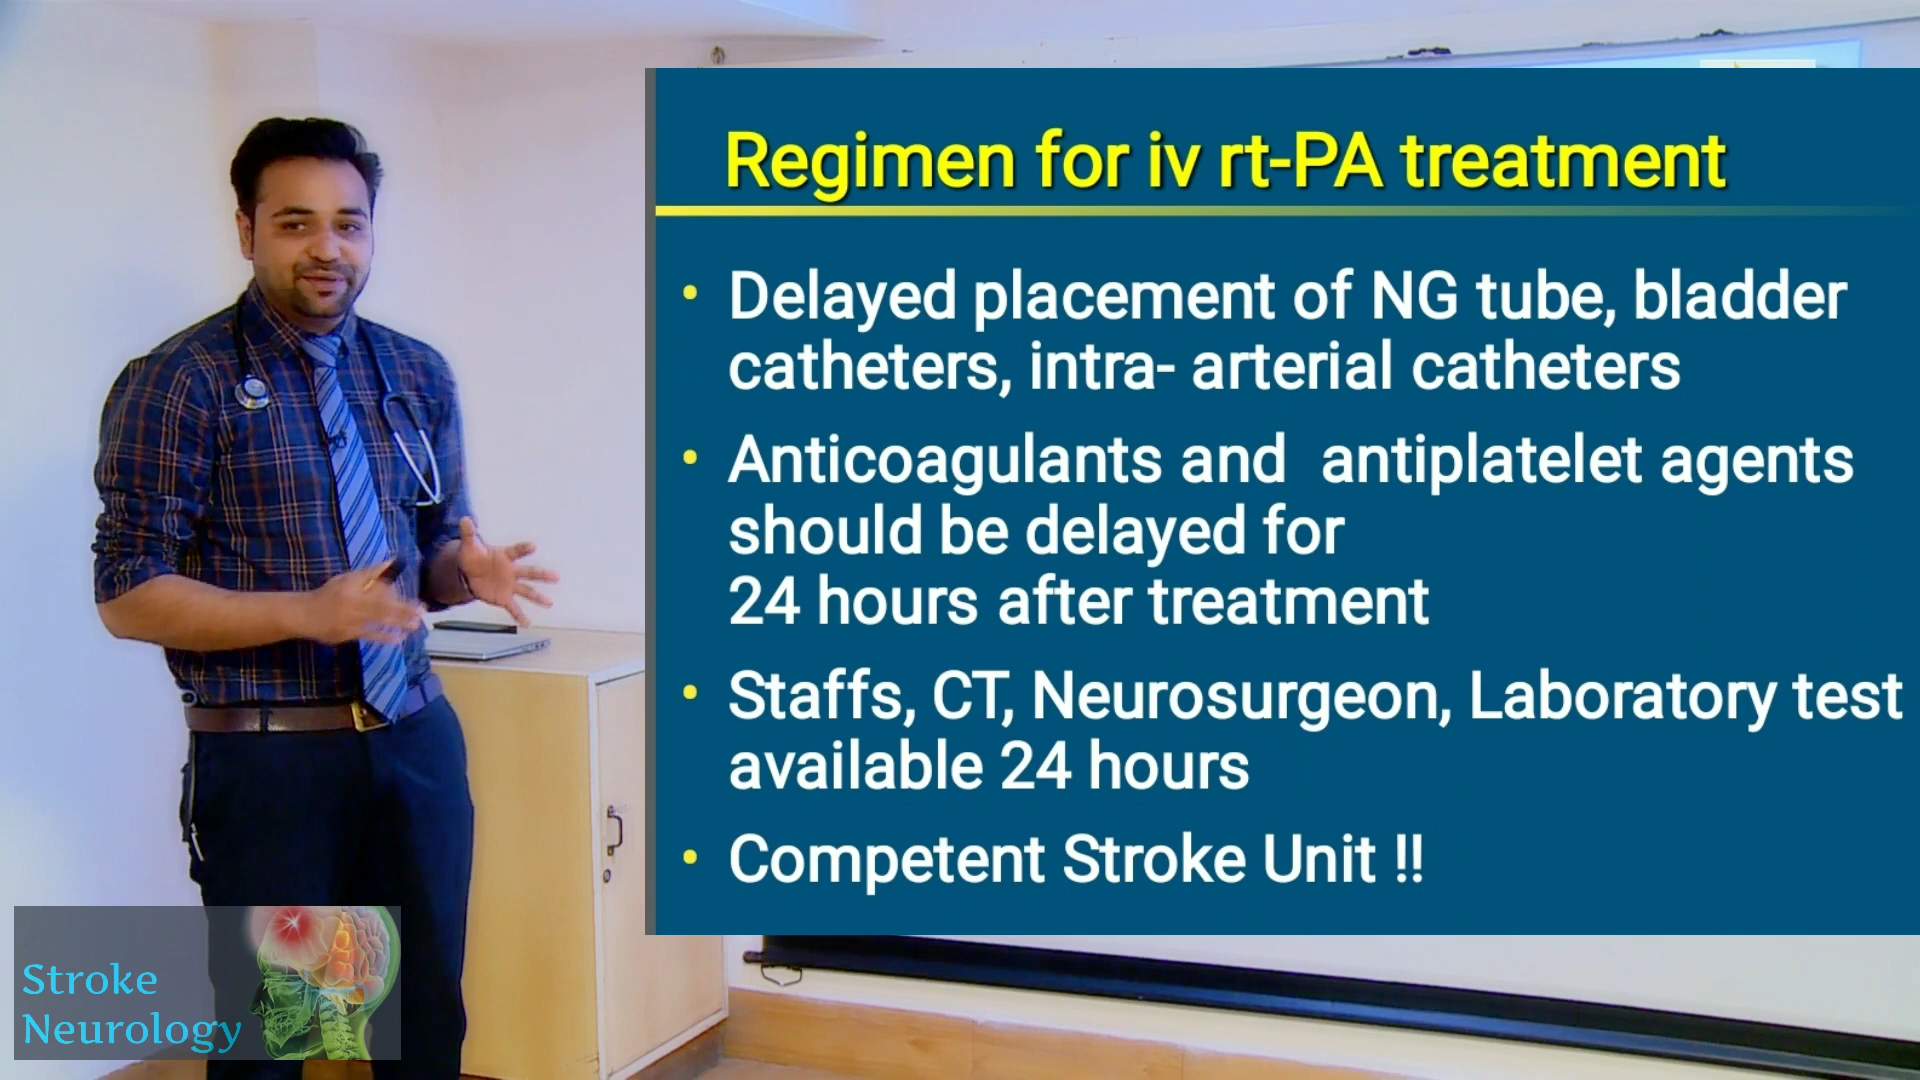 Regimen for iv rt-PA treatment
• Delayed placement of NG tube, bladder
catheters, intra- arterial catheters
• Anticoagulants and  antiplatelet agents
should be delayed for
24 hours after treatment
• Staffs, CT, Neurosurgeon, Laboratory test
available 24 hours
• Competent Stroke Unit !!
Stroke
Neurology